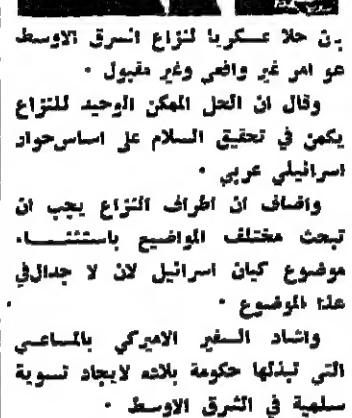 بان حلا عسكريا لنزاع الشرق الاوسط
هو امر غير واقعي وغير مقبول .
وقال ان الحل الممكن الوحيد للنزاع
يكمن في تحقيق السلام على اساس حوار
اسرائيلي عربي .
واضاف ان اطراف النزاع يجب ان
تبحث مختلف المواضيع باستثناء
موضوع كيان اسرائيل لان لا جدال في
هذا الموضوع .
واشاد السفير الاميركي بالمساعي
التي تبذلها حكومة بلاده لايجاد تسوية
سلمية في الشرق الاوسط .